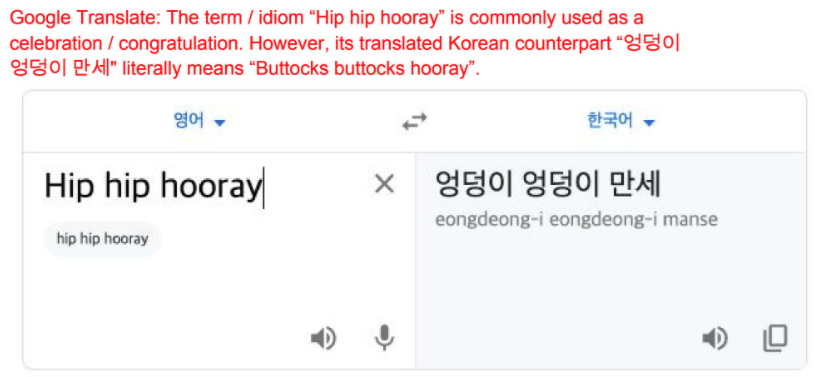 Google Translate: The term / idiom “Hip hip hooray” is commonly used as a
celebration / congratulation. However, its translated Korean counterpart “엉덩이
엉덩이 만세" literally means “Buttocks buttocks hooray”.
영어 한국어
Hip hip hooray 엉덩이 엉덩이 만세
eongdeong-i eongdeong-i manse
hip hip hooray